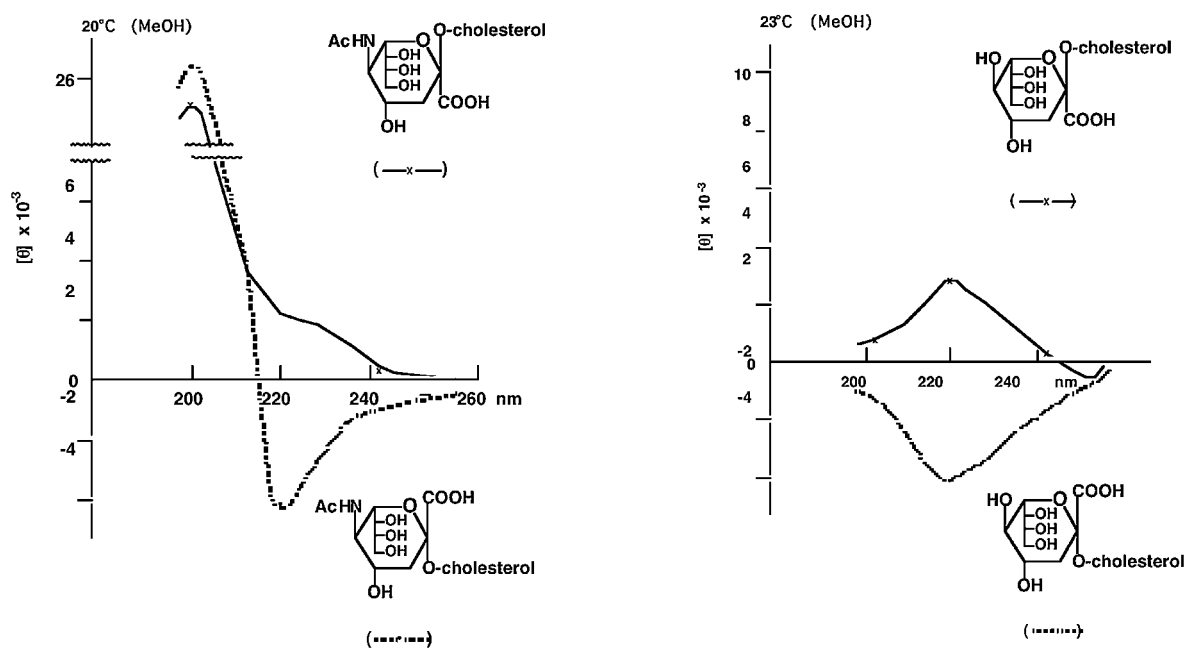 20°C (MeOH)
26
6
4
2
0
-2
-4
[θ] x 10⁻³
200
220
240
260
nm
AcHN
O
O-cholesterol
OH
OH
OH
COOH
OH
(—x—)
AcHN
O
COOH
OH
OH
OH
O-cholesterol
OH
23°C (MeOH)
10
8
6
4
2
-2
0
-4
[θ] x 10⁻³
200
220
240
nm
HO
O
O-cholesterol
OH
OH
OH
COOH
OH
(—x—)
HO
O
COOH
OH
OH
OH
O-cholesterol
OH